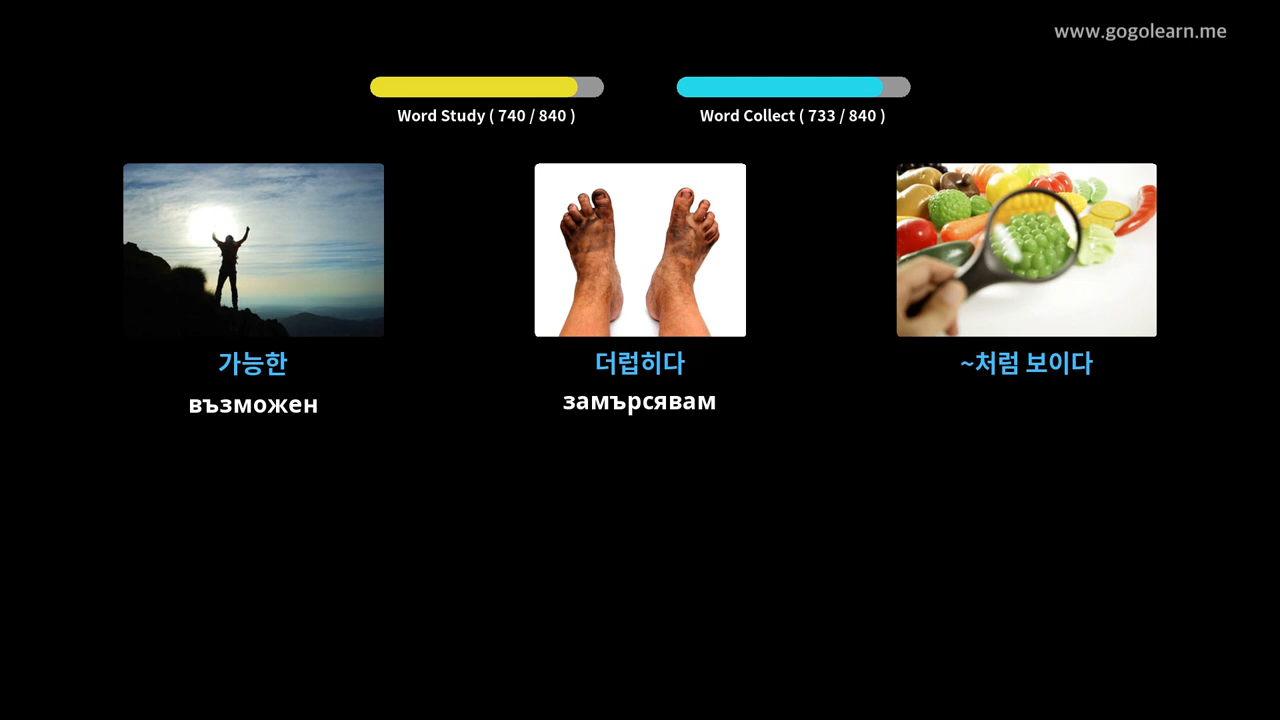 www.gogolearn.me
Word Study ( 740 / 840 )
Word Collect ( 733 / 840 )
가능한
더럽히다
~처럼 보이다
възможен
замърсявам